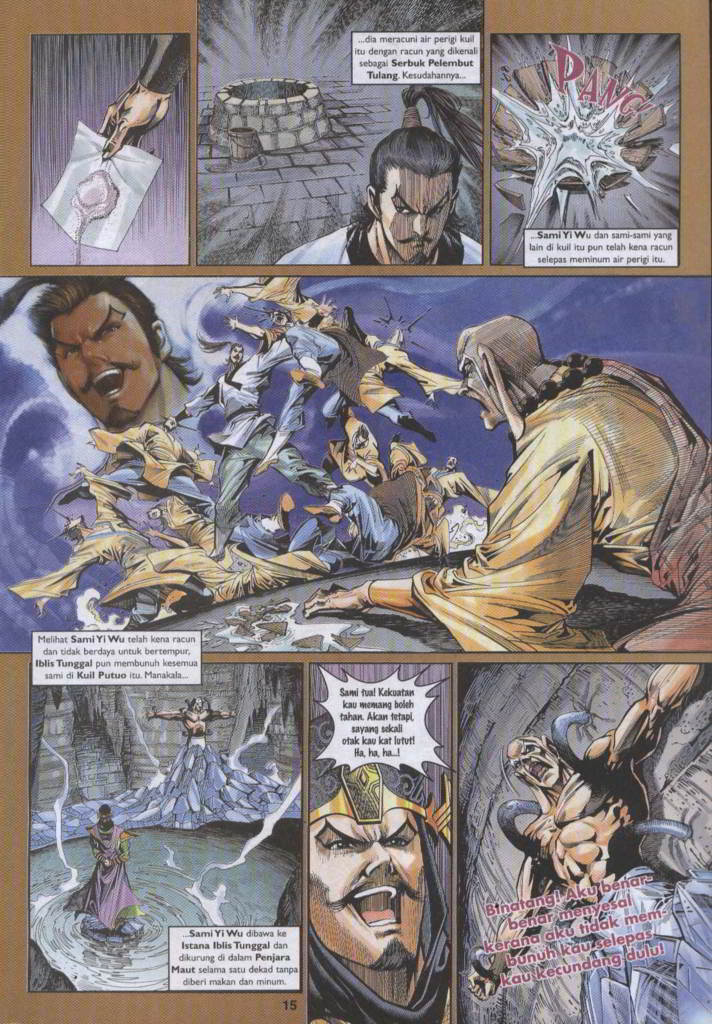 ...dia meracuni air perigi kuil
itu dengan racun yang dikenali
sebagai Serbuk Pelembut
Tulang. Kesudahannya...
PANG!
...Sami Yi Wu dan sami-sami yang
lain di kuil itu pun telah kena racun
selepas meminum air perigi itu.
Melihat Sami Yi Wu telah kena racun
dan tidak berdaya untuk bertempur,
Iblis Tunggal pun membunuh kesemua
sami di Kuil Putuo itu. Manakala...
...Sami Yi Wu dibawa ke
Istana Iblis Tunggal dan
dikurung di dalam Penjara
Maut selama satu dekad tanpa
diberi makan dan minum.
Sami tua! Kekuatan
kau memang boleh
tahan. Akan tetapi,
sayang sekali
otak kau kat lutut!
Ha, ha, ha...!
Binatang! Aku benar-
benar menyesal
kerana aku tidak mem-
bunuh kau selepas
kau kecundang dulu!
15